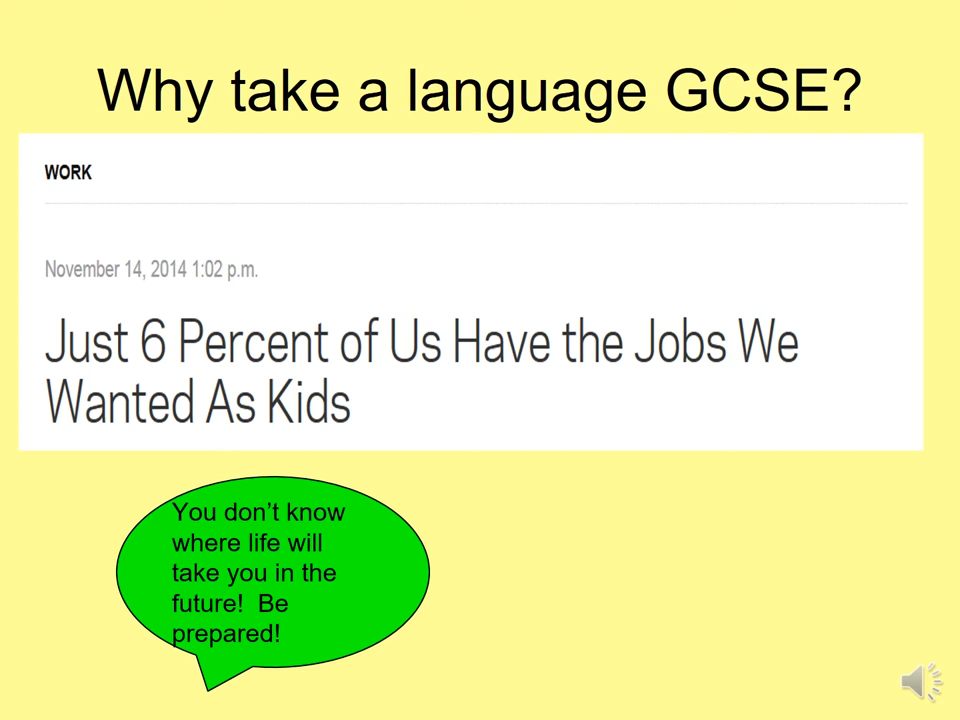 Why take a language GCSE?
WORK
November 14, 2014 1:02 p.m.
Just 6 Percent of Us Have the Jobs We
Wanted As Kids
You don’t know
where life will
take you in the
future!  Be
prepared!